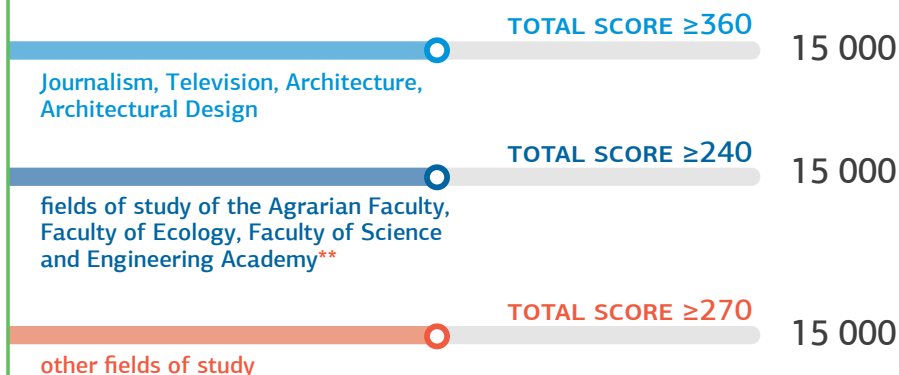 TOTAL SCORE ≥360
15 000
Journalism, Television, Architecture,
Architectural Design
TOTAL SCORE ≥240
15 000
fields of study of the Agrarian Faculty,
Faculty of Ecology, Faculty of Science
and Engineering Academy**
TOTAL SCORE ≥270
15 000
other fields of study